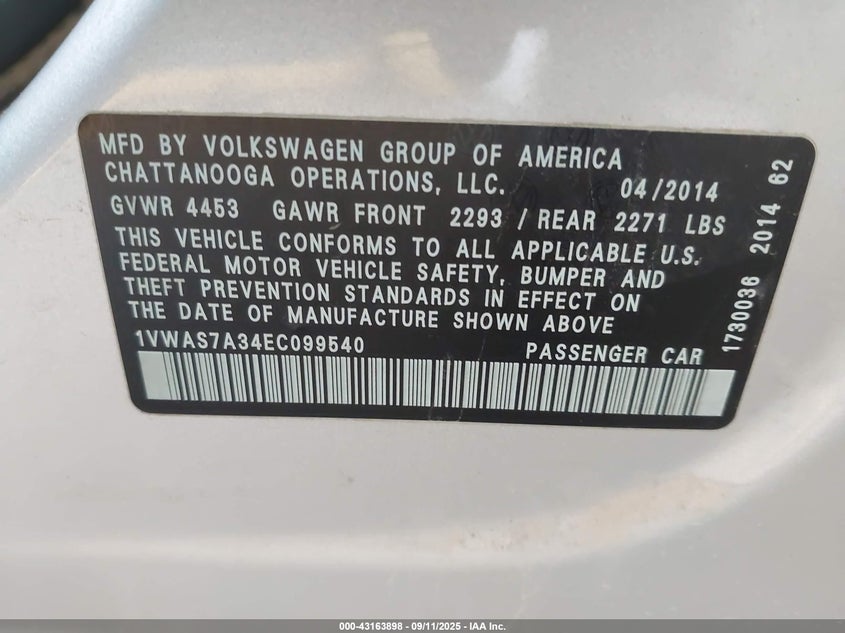 MFD BY VOLKSWAGEN GROUP OF AMERICA
CHATTANOOGA OPERATIONS, LLC. 04/2014
GVWR 4453 GAWR FRONT 2293 / REAR 2271 LBS
THIS VEHICLE CONFORMS TO ALL APPLICABLE U.S.
FEDERAL MOTOR VEHICLE SAFETY, BUMPER AND
THEFT PREVENTION STANDARDS IN EFFECT ON
THE DATE OF MANUFACTURE SHOWN ABOVE
1VWAS7A34EC099540 PASSENGER CAR
1730036 2014 62
000-43163898 - 09/11/2025 - IAA Inc.